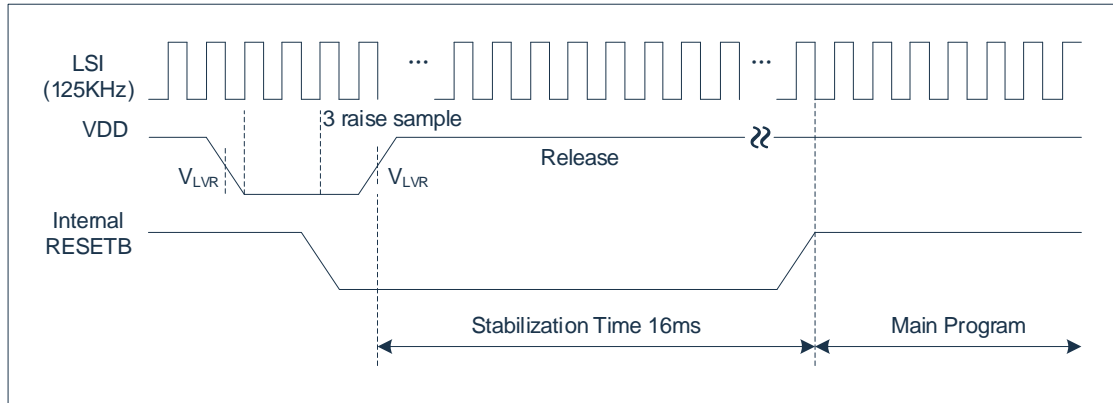 LSI
(125KHz)
... ...
3 raise sample
VDD
Release
VLVR VLVR
Internal
RESETB
Stabilization Time 16ms Main Program